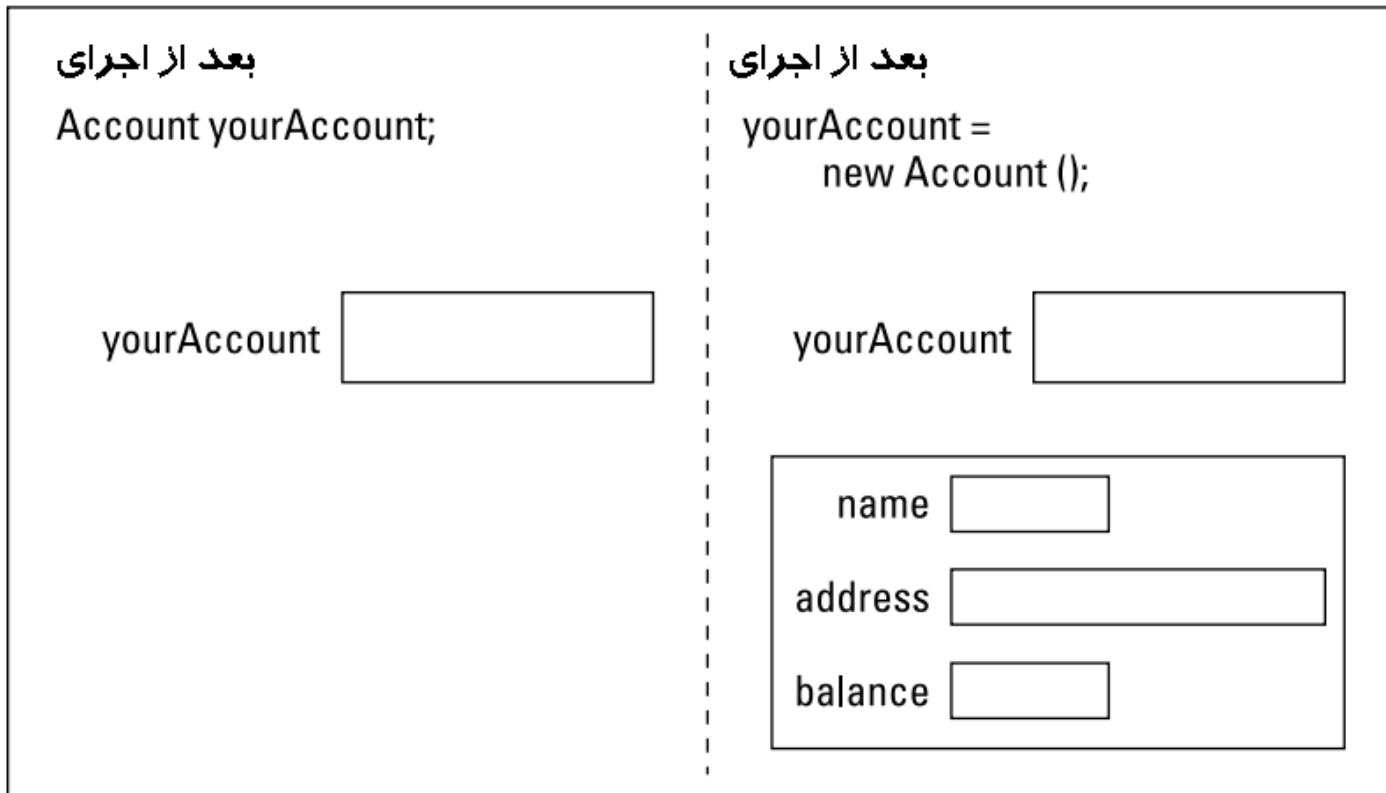 بعد از اجرای
Account yourAccount;
yourAccount
بعد از اجرای
yourAccount =
new Account ();
yourAccount
name
address
balance